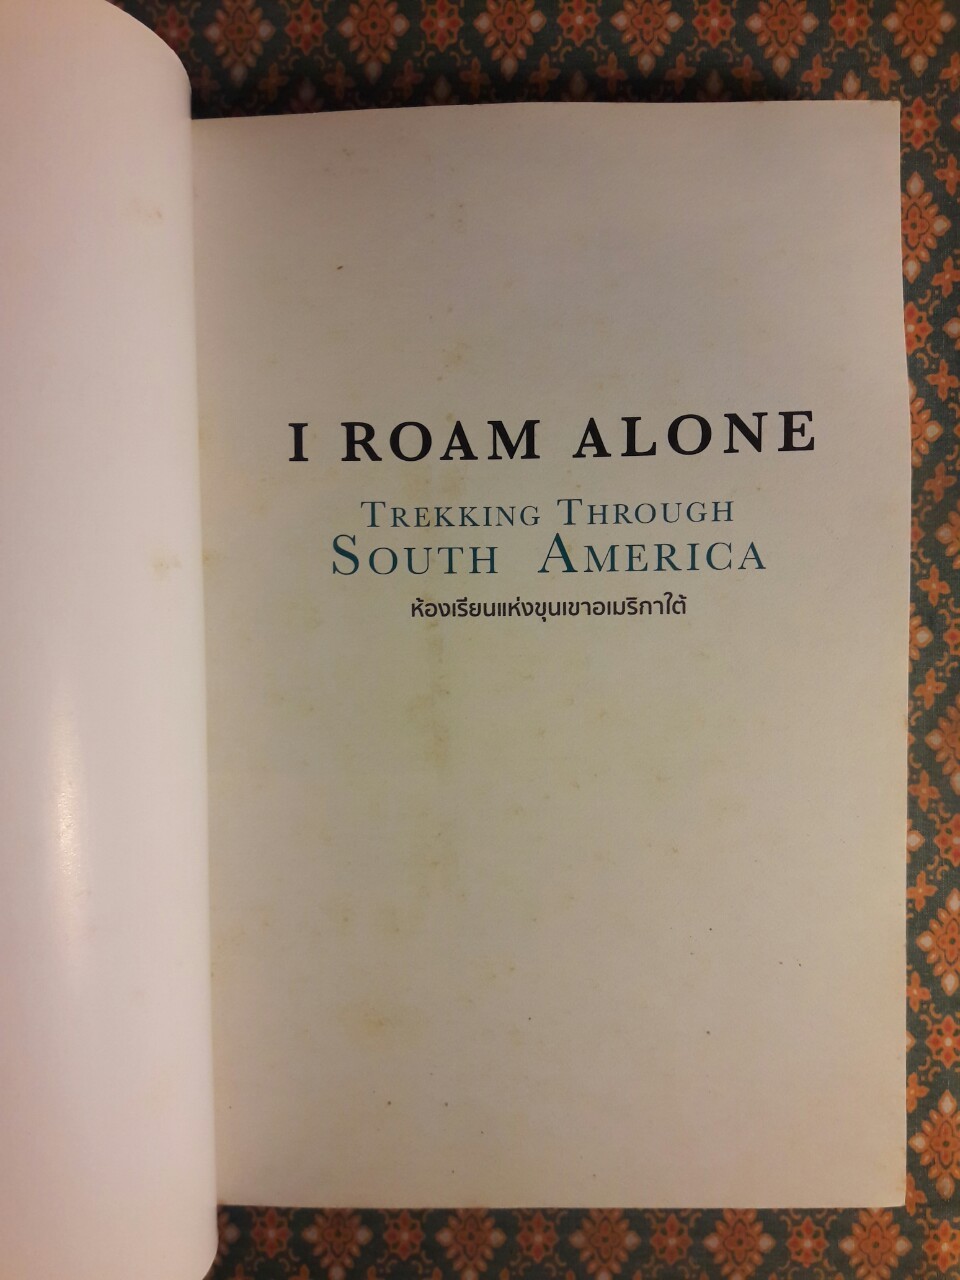 I ROAM ALONE
TREKKING THROUGH
SOUTH AMERICA
ห้องเรียนแห่งขุนเขาอเมริกาใต้